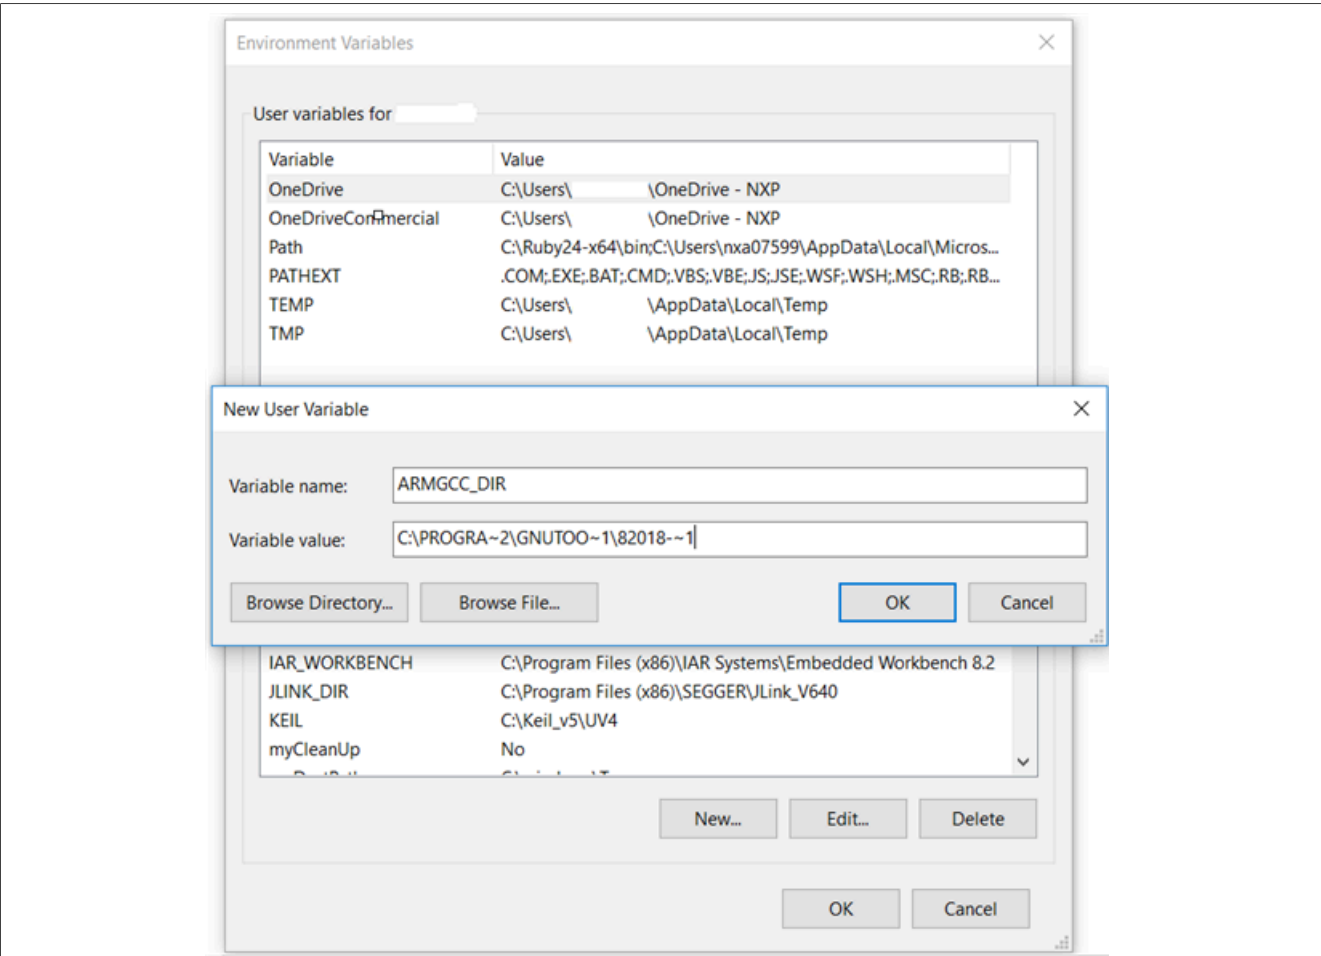 Environment Variables
User variables for
Variable Value
OneDrive C:\Users\ \OneDrive - NXP
OneDriveCommercial C:\Users\ \OneDrive - NXP
Path C:\Ruby24-x64\bin;C:\Users\nxa07599\AppData\Local\Micros...
PATHEXT .COM;.EXE;.BAT;.CMD;.VBS;.VBE;.JS;.JSE;.WSF;.WSH;.MSC;.RB;.RB...
TEMP C:\Users\ \AppData\Local\Temp
TMP C:\Users\ \AppData\Local\Temp
New User Variable
Variable name: ARMGCC_DIR
Variable value: C:\PROGRA~2\GNUTOO~1\82018-~1
Browse Directory... Browse File... OK Cancel
IAR_WORKBENCH C:\Program Files (x86)\IAR Systems\Embedded Workbench 8.2
JLINK_DIR C:\Program Files (x86)\SEGGER\JLink_V640
KEIL C:\Keil_v5\UV4
myCleanUp No
New... Edit... Delete
OK Cancel